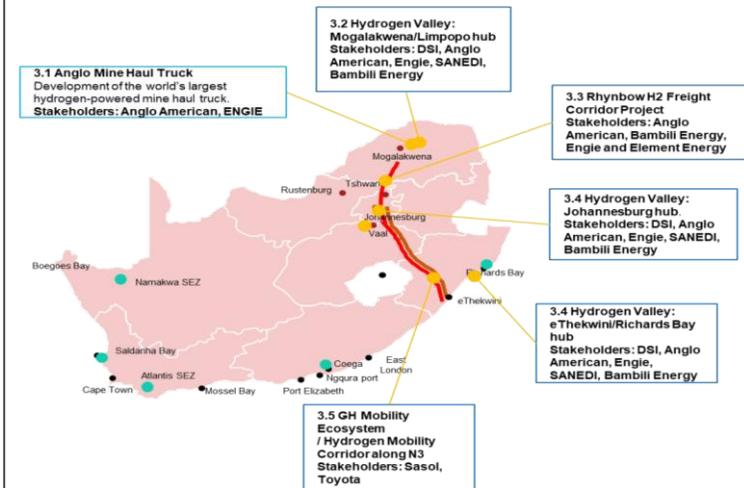 3.2 Hydrogen Valley:
Mogalakwena/Limpopo hub
Stakeholders: DSI, Anglo
American, Engie, SANEDI,
Bambili Energy
3.1 Anglo Mine Haul Truck
Development of the world's largest
hydrogen-powered mine haul truck.
Stakeholders: Anglo American, ENGIE
3.3 Rhynbow H2 Freight
Corridor Project
Stakeholders: Anglo
American, Bambili Energy,
Engie and Element Energy
Mogalakwena
Rustenburg
Johannesburg
Vaal
3.4 Hydrogen Valley:
Johannesburg hub.
Stakeholders: DSI, Anglo
American, Engie, SANEDI,
Bambili Energy
Boegoes Bay
Namakwa SEZ
eThekwini
3.4 Hydrogen Valley:
eThekwini/Richards Bay
hub
Stakeholders: DSI, Anglo
American, Engie,
SANEDI, Bambili Energy
Saldanha Bay
Atlantis SEZ
Cape Town
Mossel Bay
Coega
Ngqura port
Port Elizabeth
East
London
3.5 GH Mobility
Ecosystem
/ Hydrogen Mobility
Corridor along N3
Stakeholders: Sasol,
Toyota